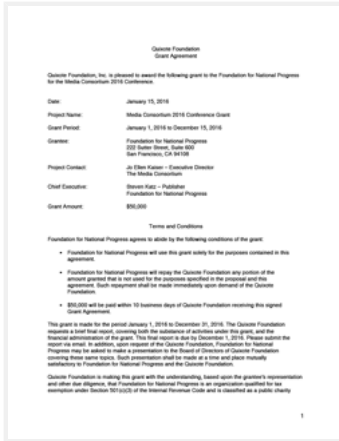 Quixote Foundation
Grant Agreement
Quixote Foundation, Inc. is pleased to award the following grant to the Foundation for National Progress
for the Media Consortium 2016 Conference.
Date: January 15, 2016
Project Name: Media Consortium 2016 Conference Grant
Grant Period: January 1, 2016 to December 15, 2016
Grantee: Foundation for National Progress
222 Sutter Street, Suite 600
San Francisco, CA 94108
Project Contact: Jo Ellen Kaiser – Executive Director
The Media Consortium
Chief Executive: Steven Katz – Publisher
Foundation for National Progress
Grant Amount: $50,000
Terms and Conditions
Foundation for National Progress agrees to abide by the following conditions of the grant:
• Foundation for National Progress will use this grant solely for the purposes contained in this
agreement.
• Foundation for National Progress will repay the Quixote Foundation any portion of the
amount granted that is not used for the purposes specified in the proposal and this
agreement. Such repayment shall be made immediately upon demand of the Quixote
Foundation.
• $50,000 will be paid within 10 business days of Quixote Foundation receiving this signed
Grant Agreement.
This grant is made for the period January 1, 2016 to December 31, 2016. The Quixote Foundation
requests a brief final report, covering both the substance of activities under this grant, and the
financial administration of the grant. This final report is due by December 1, 2016. Please submit the
report via email. In addition, upon request of the Quixote Foundation, Foundation for National
Progress may be asked to make a presentation to the Board of Directors of Quixote Foundation
covering those same topics. Such presentation shall be made at a time and place mutually
satisfactory to Foundation for National Progress and the Quixote Foundation.
Quixote Foundation is making this grant with the understanding, based upon the grantee's representation
and other due diligence, that Foundation for National Progress is an organization qualified for tax
exemption under Section 501(c)(3) of the Internal Revenue Code and is classified as a public charity
1